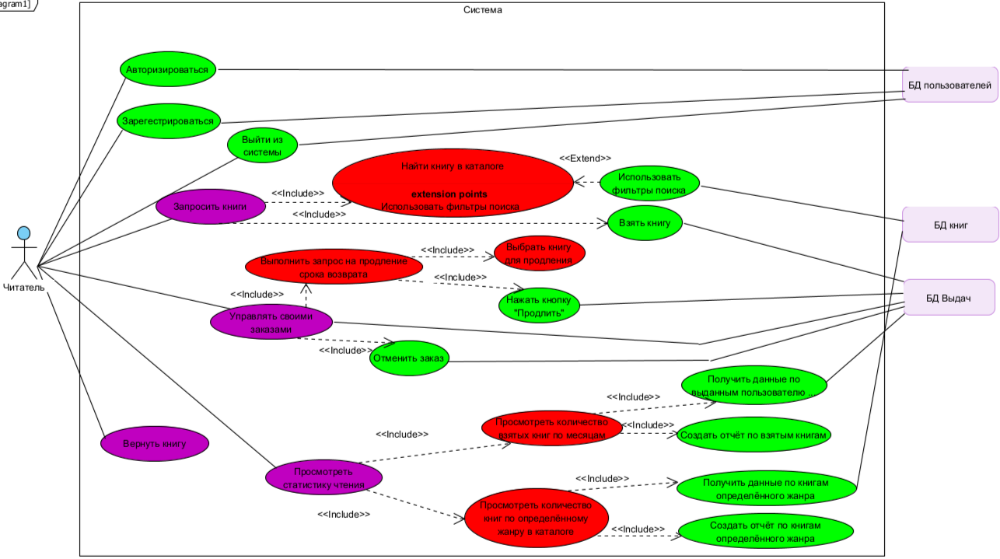 agram1]
Система
Авторизироваться
БД пользователей
Зарегестрироваться
Выйти из
системы
<<Extend>>
Найти книгу в каталоге
extension points
Использовать фильтры поиска
Использовать
фильтры поиска
<<Include>>
Запросить книги
<<Include>>
Взять книгу
БД книг
Читатель
Выполнить запрос на продление
срока возврата
<<Include>>
Выбрать книгу
для продления
<<Include>>
Нажать кнопку
"Продлить"
БД Выдач
<<Include>>
Управлять своими
заказами
<<Include>>
Отменить заказ
Получить данные по
выданным пользователю ...
<<Include>>
Просмотреть количество
взятых книг по месяцам
<<Include>>
Создать отчёт по взятым книгам
<<Include>>
Вернуть книгу
Просмотреть
статистику чтения
<<Include>>
<<Include>>
Получить данные по книгам
определённого жанра
Просмотреть количество
книг по определённому
жанру в каталоге
<<Include>>
Создать отчёт по книгам
определённого жанра